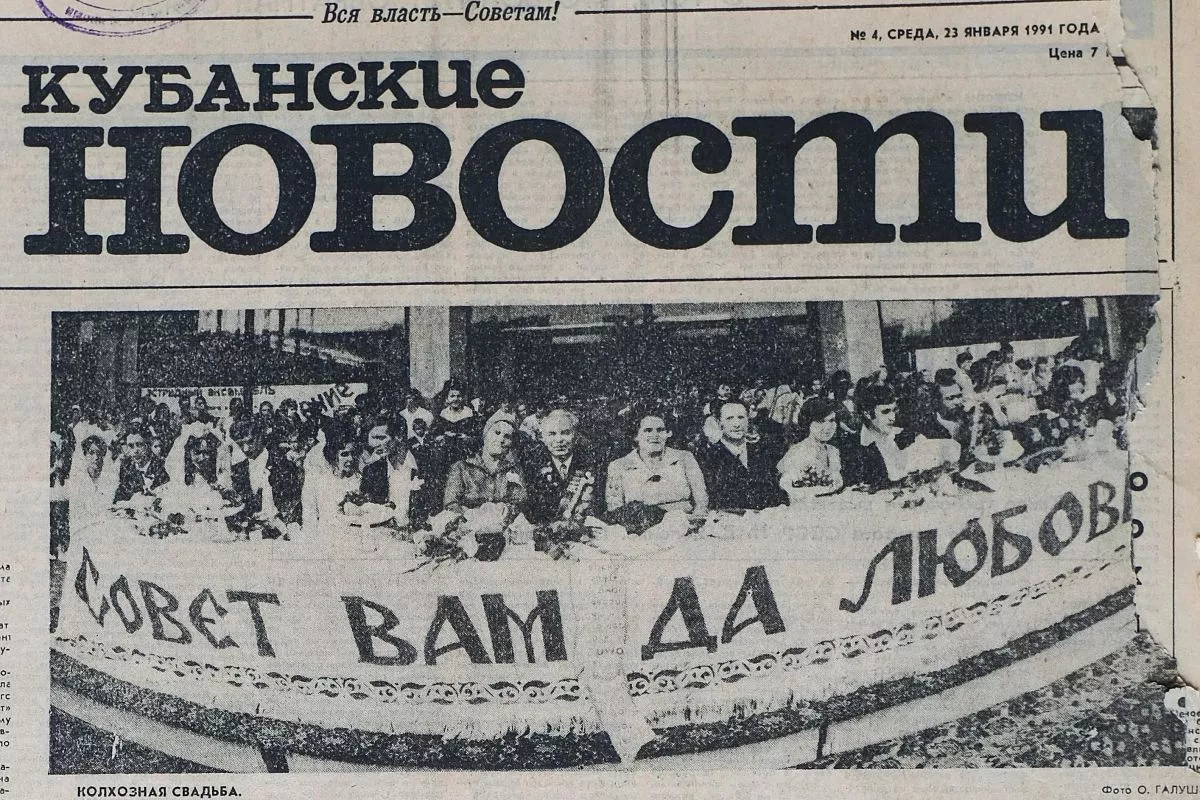 Вся власть—Советам!
№ 4, СРЕДА, 23 ЯНВАРЯ 1991 ГОДА
Цена 7
КУБАНСКИЕ
НОВОСТИ
СОВЕТ ВАМ ДА ЛЮБОВ
КОЛХОЗНАЯ СВАДЬБА.
Фото О. ГАЛУШ